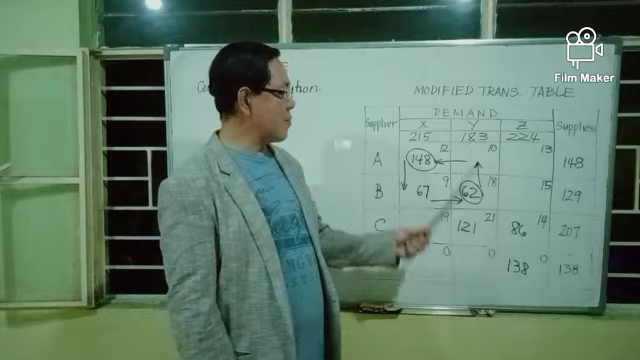 Film Maker
MODIFIED TRANS. TABLE
DEMAND
Supplier X Y Z Supplies
215 183 224
12 10 13
A 148 148
9 18 15
B 67 62 129
19 21 14
C 121 86 207
0 0 0
138 138